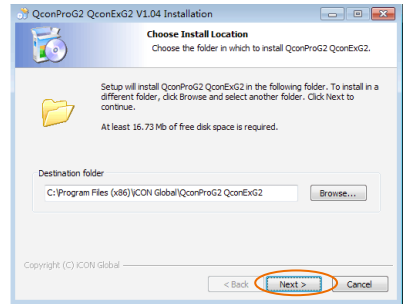 QconProG2 QconExG2 V1.04 Installation
Choose Install Location
Choose the folder in which to install QconProG2 QconExG2.
Setup will install QconProG2 QconExG2 in the following folder. To install in a
different folder, click Browse and select another folder. Click Next to
continue.
At least 16.73 Mb of free disk space is required.
Destination folder
C:\Program Files (x86)\iCON Global\QconProG2 QconExG2
Browse...
Copyright (C) iCON Global
< Back
Next >
Cancel